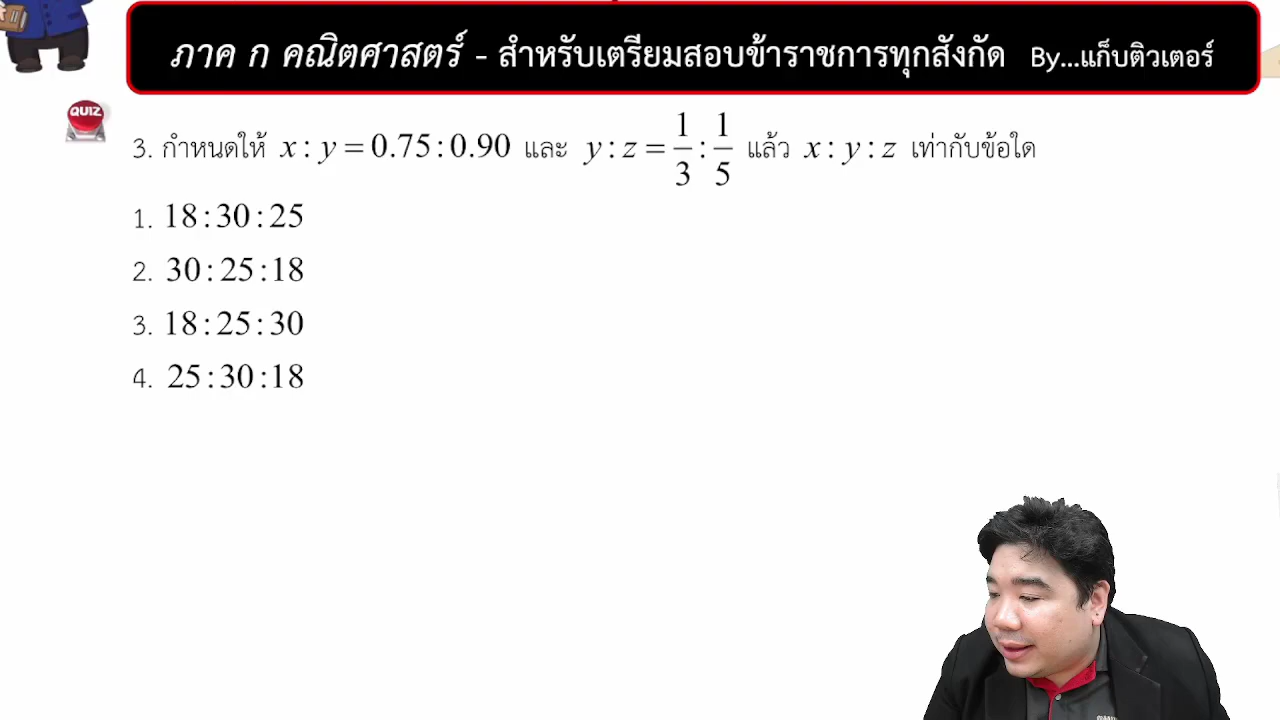 ภาค ก คณิตศาสตร์ - สำหรับเตรียมสอบข้าราชการทุกสังกัด By...แก็บติวเตอร์
QUIZ
3. กำหนดให้ x : y = 0.75 : 0.90 และ y : z = 1/3 : 1/5 แล้ว x : y : z เท่ากับข้อใด
1. 18 : 30 : 25
2. 30 : 25 : 18
3. 18 : 25 : 30
4. 25 : 30 : 18